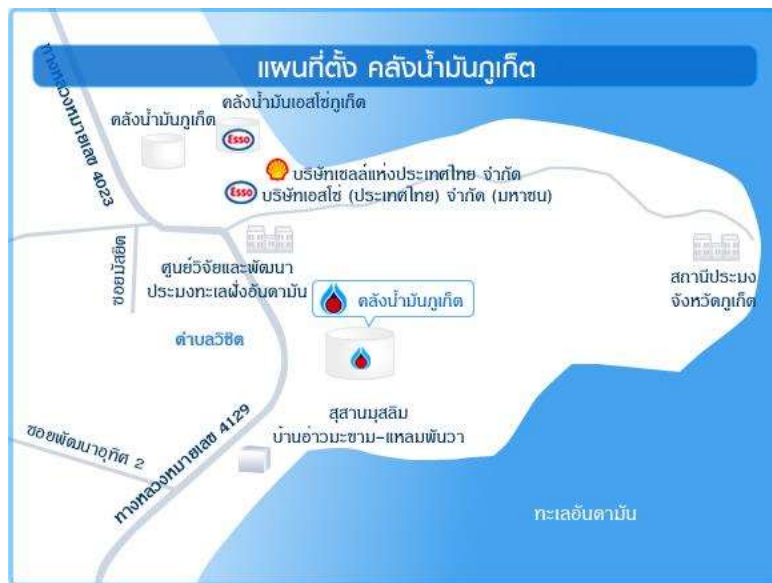 แผนที่ตั้ง คลังน้ำมันภูเก็ต
ทางหลวงหมายเลข 4023
คลังน้ำมันภูเก็ต
คลังน้ำมันเอสโซ่ภูเก็ต
Esso
บริษัทเชลล์แห่งประเทศไทย จำกัด
Esso
บริษัทเอสโซ่ (ประเทศไทย) จำกัด (มหาชน)
ซอยมัสยิด
ศูนย์วิจัยและพัฒนา
ประมงทะเลฝั่งอันดามัน
สถานีประมง
จังหวัดภูเก็ต
คลังน้ำมันภูเก็ต
ตำบลวิชิต
สุสานมุสลิม
บ้านอ่าวมะขาม-แหลมพันวา
ซอยพัฒนาอุทิศ 2
ทางหลวงหมายเลข 4129
ทะเลอันดามัน